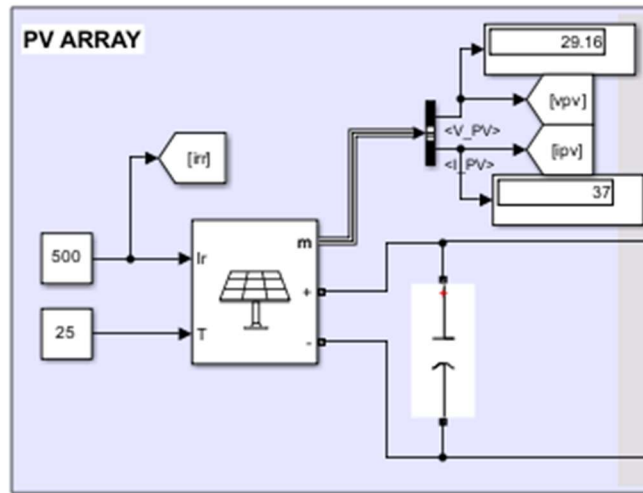 PV ARRAY
29.16
[vpv]
<V_PV>
[irr]
[ipv]
<I_PV>
37
m
500
Ir
+
25
T
-
+